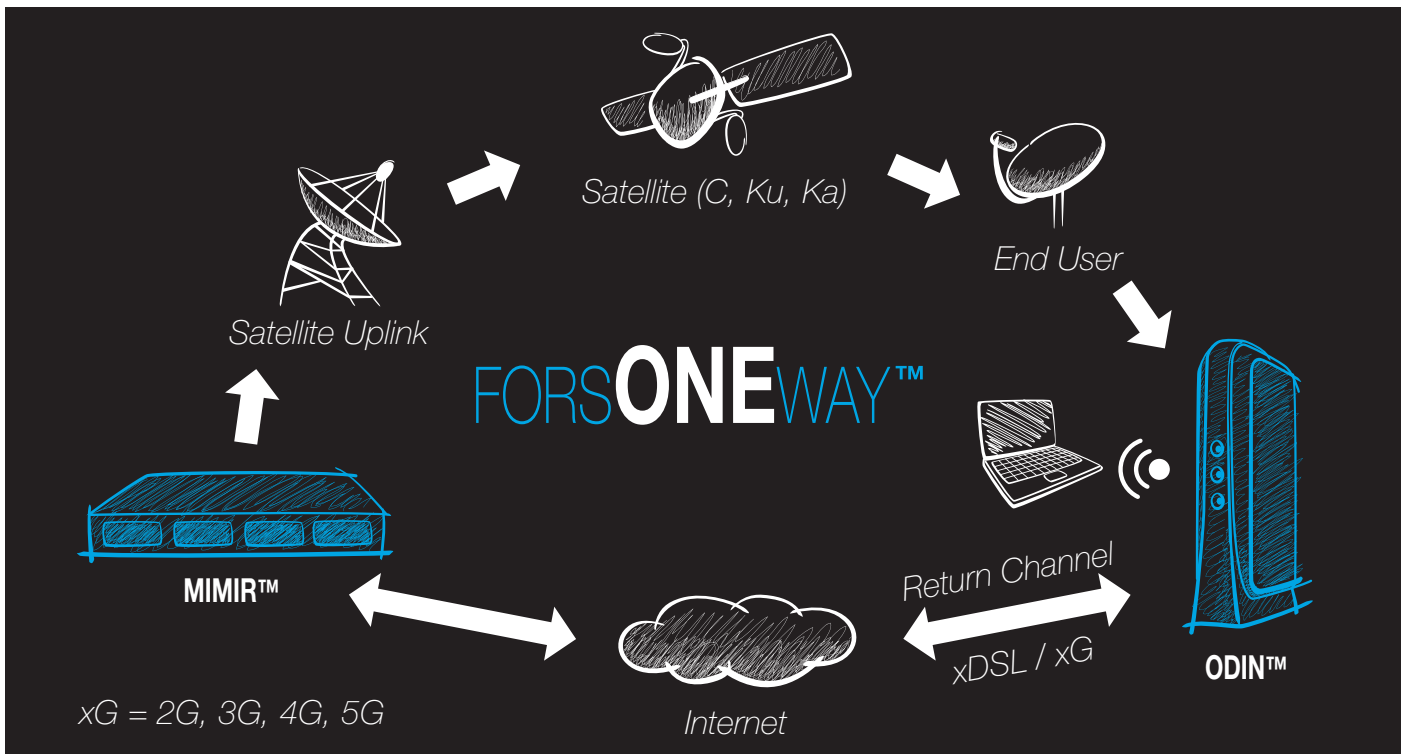 Satellite (C, Ku, Ka)
End User
Satellite Uplink
FORSONEWAY™
MIMIR™
Return Channel
xDSL / xG
ODIN™
xG = 2G, 3G, 4G, 5G
Internet